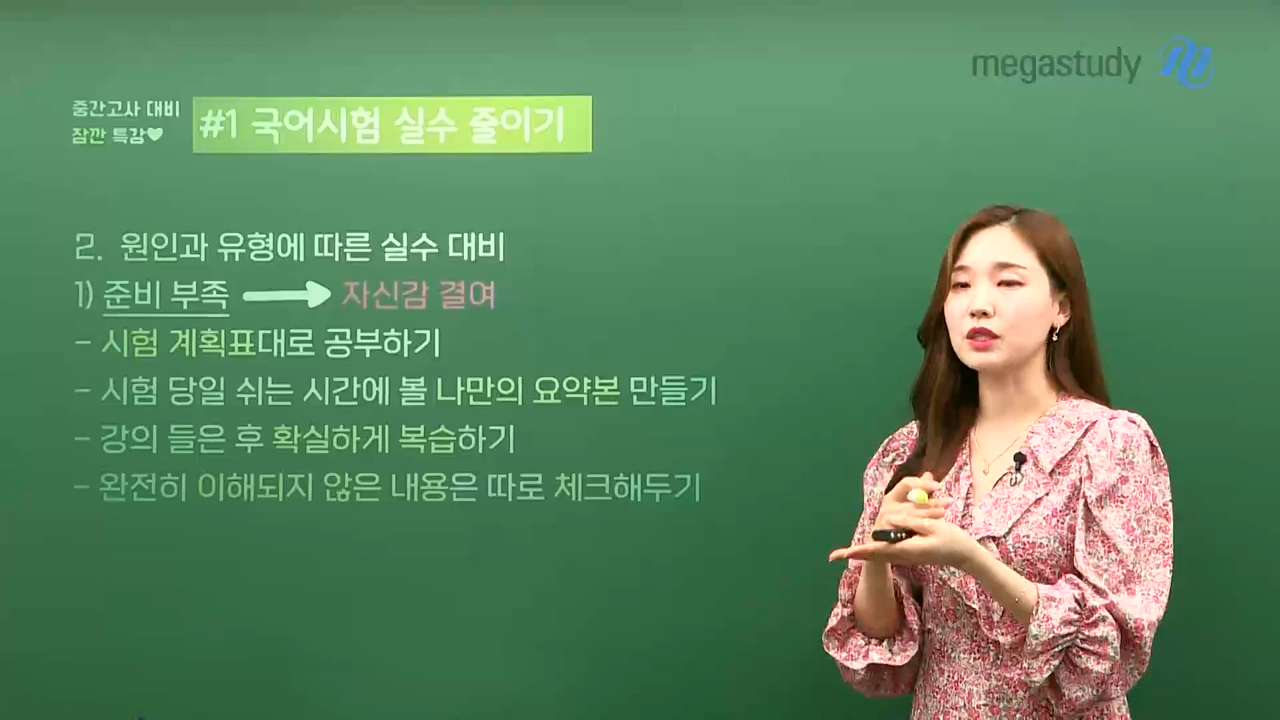 megastudy
중간고사 대비
잠깐 특강♥
#1 국어시험 실수 줄이기
2. 원인과 유형에 따른 실수 대비
1) 준비 부족 → 자신감 결여
- 시험 계획표대로 공부하기
- 시험 당일 쉬는 시간에 볼 나만의 요약본 만들기
- 강의 들은 후 확실하게 복습하기
- 완전히 이해되지 않은 내용은 따로 체크해두기